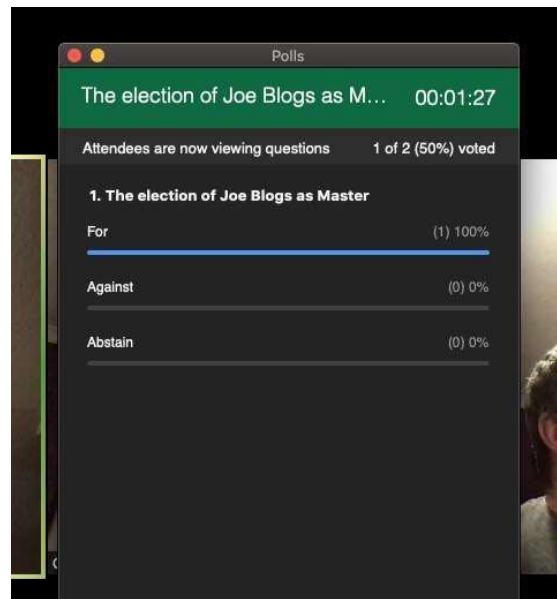 Polls
The election of Joe Blogs as M... 00:01:27
Attendees are now viewing questions 1 of 2 (50%) voted
1. The election of Joe Blogs as Master
For (1) 100%
Against (0) 0%
Abstain (0) 0%